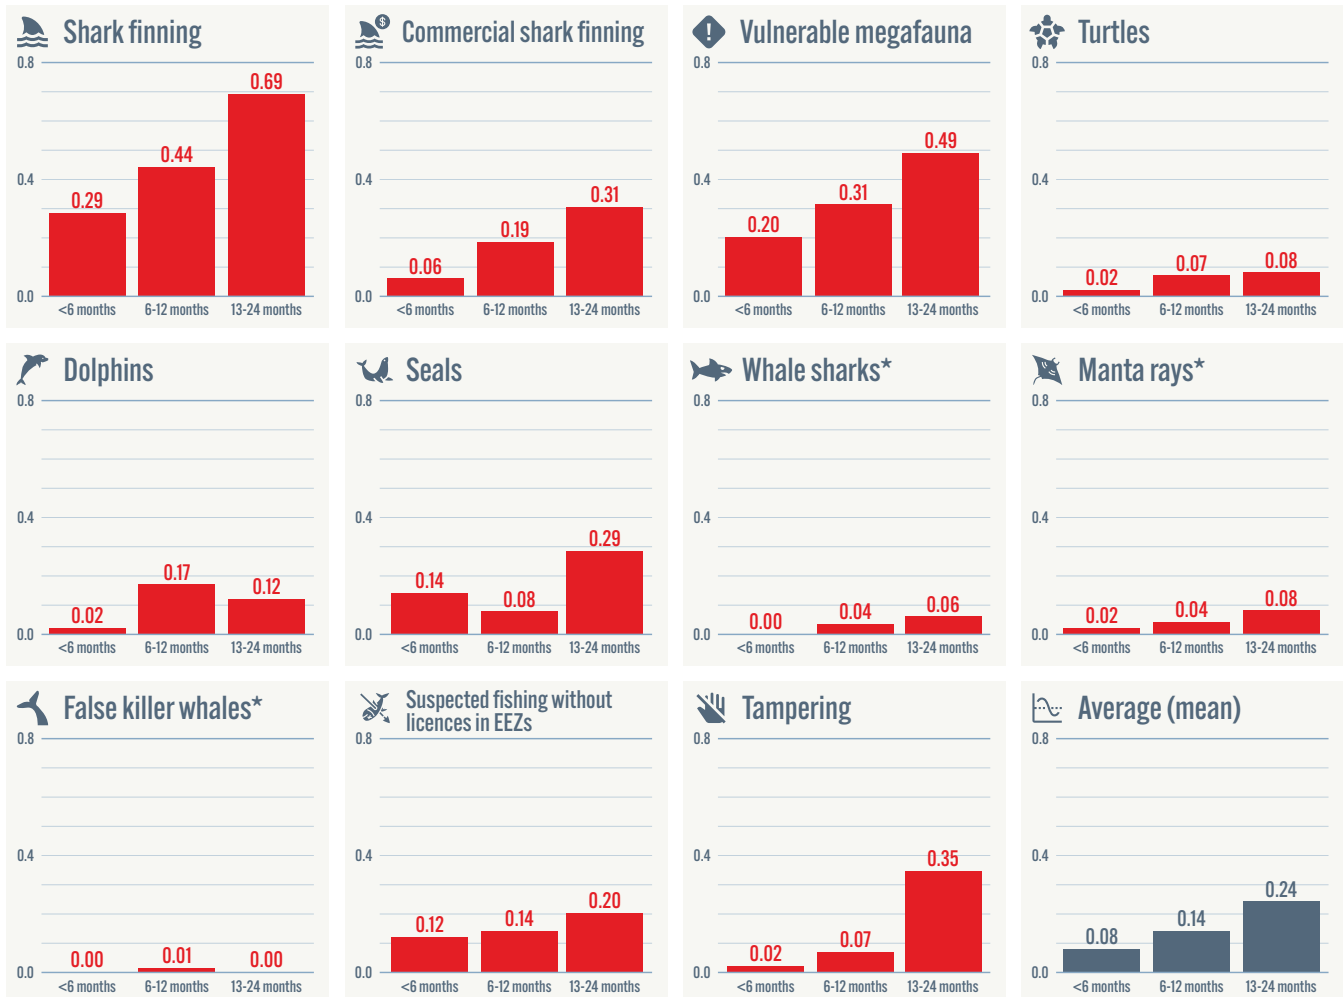 Shark finning
0.8
0.69
0.44
0.4
0.29
0.0
<6 months 6-12 months 13-24 months
$
Commercial shark finning
0.8
0.4
0.31
0.19
0.06
0.0
<6 months 6-12 months 13-24 months
!
Vulnerable megafauna
0.8
0.49
0.4
0.31
0.20
0.0
<6 months 6-12 months 13-24 months
Turtles
0.8
0.4
0.02 0.07 0.08
0.0
<6 months 6-12 months 13-24 months
Dolphins
0.8
0.4
0.17
0.12
0.02
0.0
<6 months 6-12 months 13-24 months
Seals
0.8
0.4
0.29
0.14
0.08
0.0
<6 months 6-12 months 13-24 months
Whale sharks*
0.8
0.4
0.00 0.04 0.06
0.0
<6 months 6-12 months 13-24 months
Manta rays*
0.8
0.4
0.02 0.04 0.08
0.0
<6 months 6-12 months 13-24 months
False killer whales*
0.8
0.4
0.00 0.01 0.00
0.0
<6 months 6-12 months 13-24 months
Suspected fishing without
licences in EEZs
0.8
0.4
0.20
0.12 0.14
0.0
<6 months 6-12 months 13-24 months
Tampering
0.8
0.4
0.35
0.02 0.07
0.0
<6 months 6-12 months 13-24 months
Average (mean)
0.8
0.4
0.24
0.14
0.08
0.0
<6 months 6-12 months 13-24 months